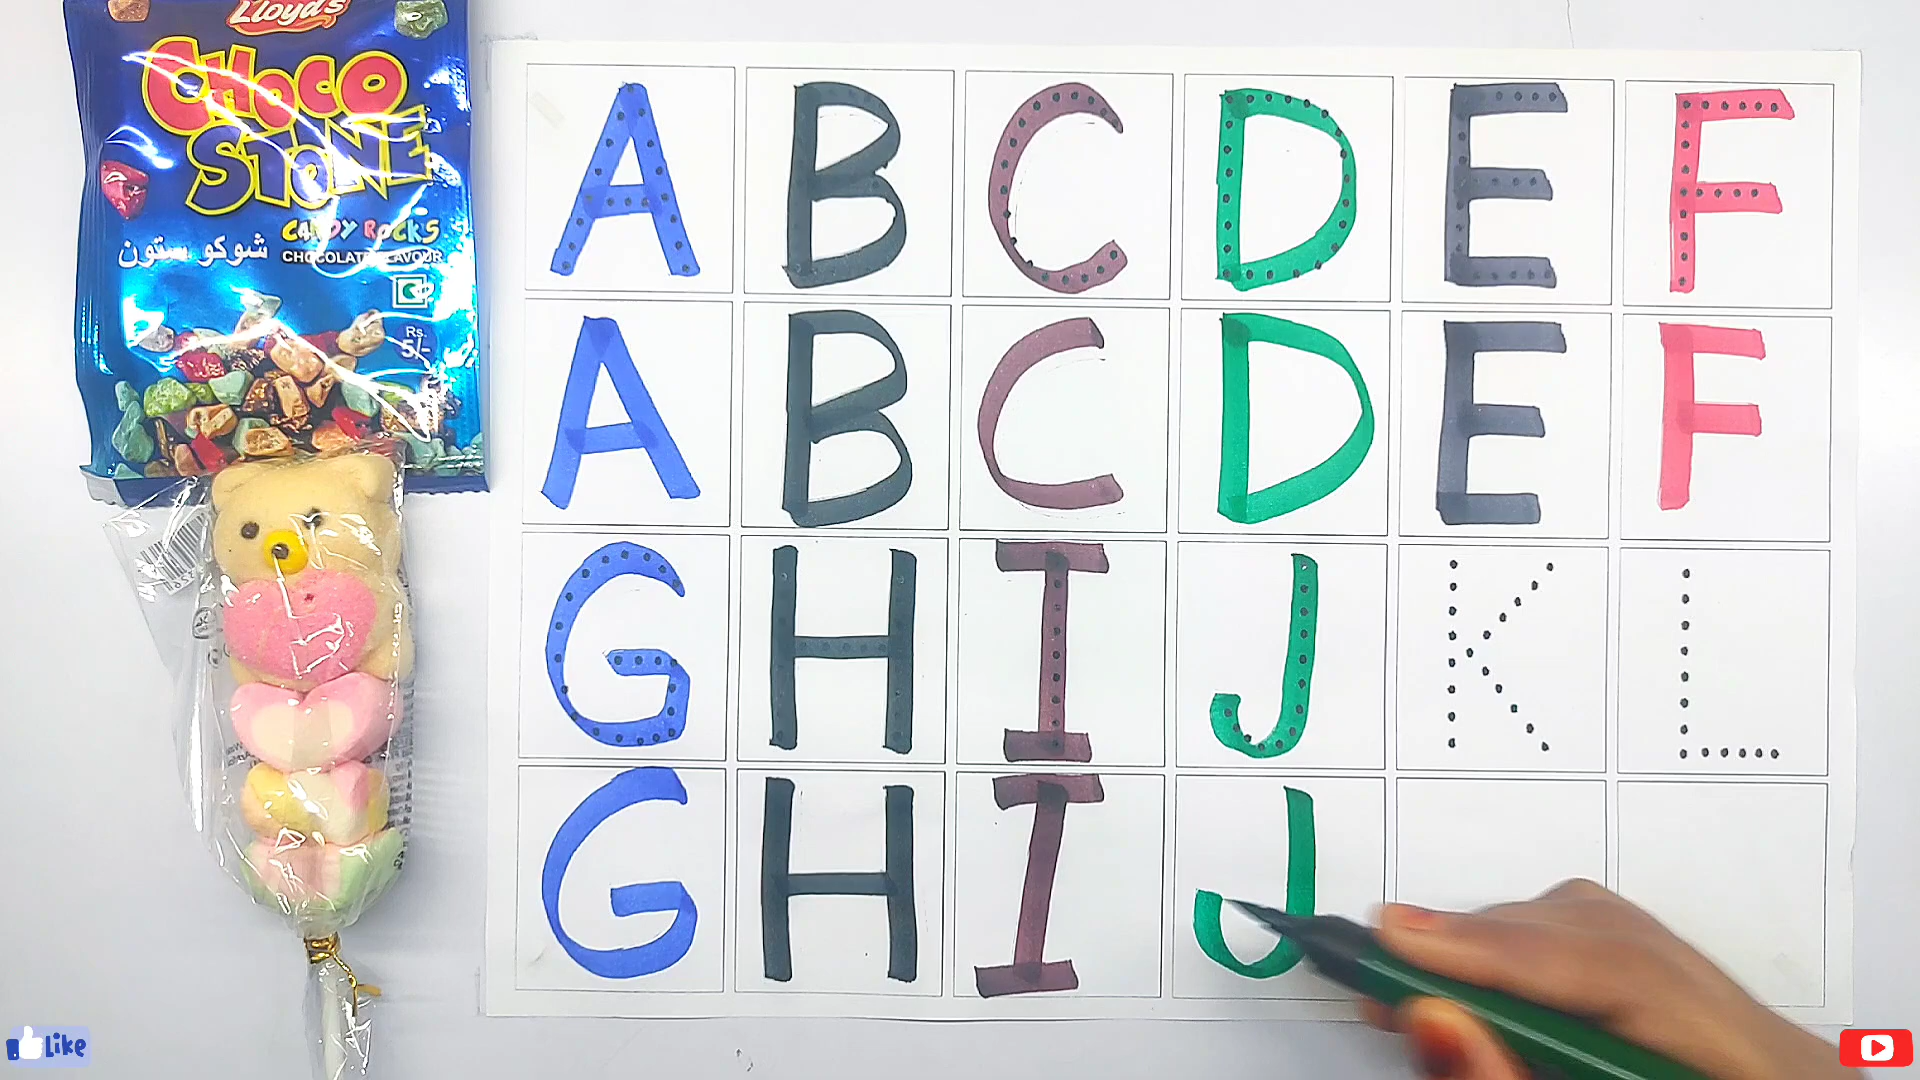 Lloyd's
CHOCO
STONE
CANDY ROCKS
شوكو ستون
CHOCOLATE FLAVOUR
Rs.
5/-
A B C D E F
A B C D E F
G H I J K L
G H I J
Like